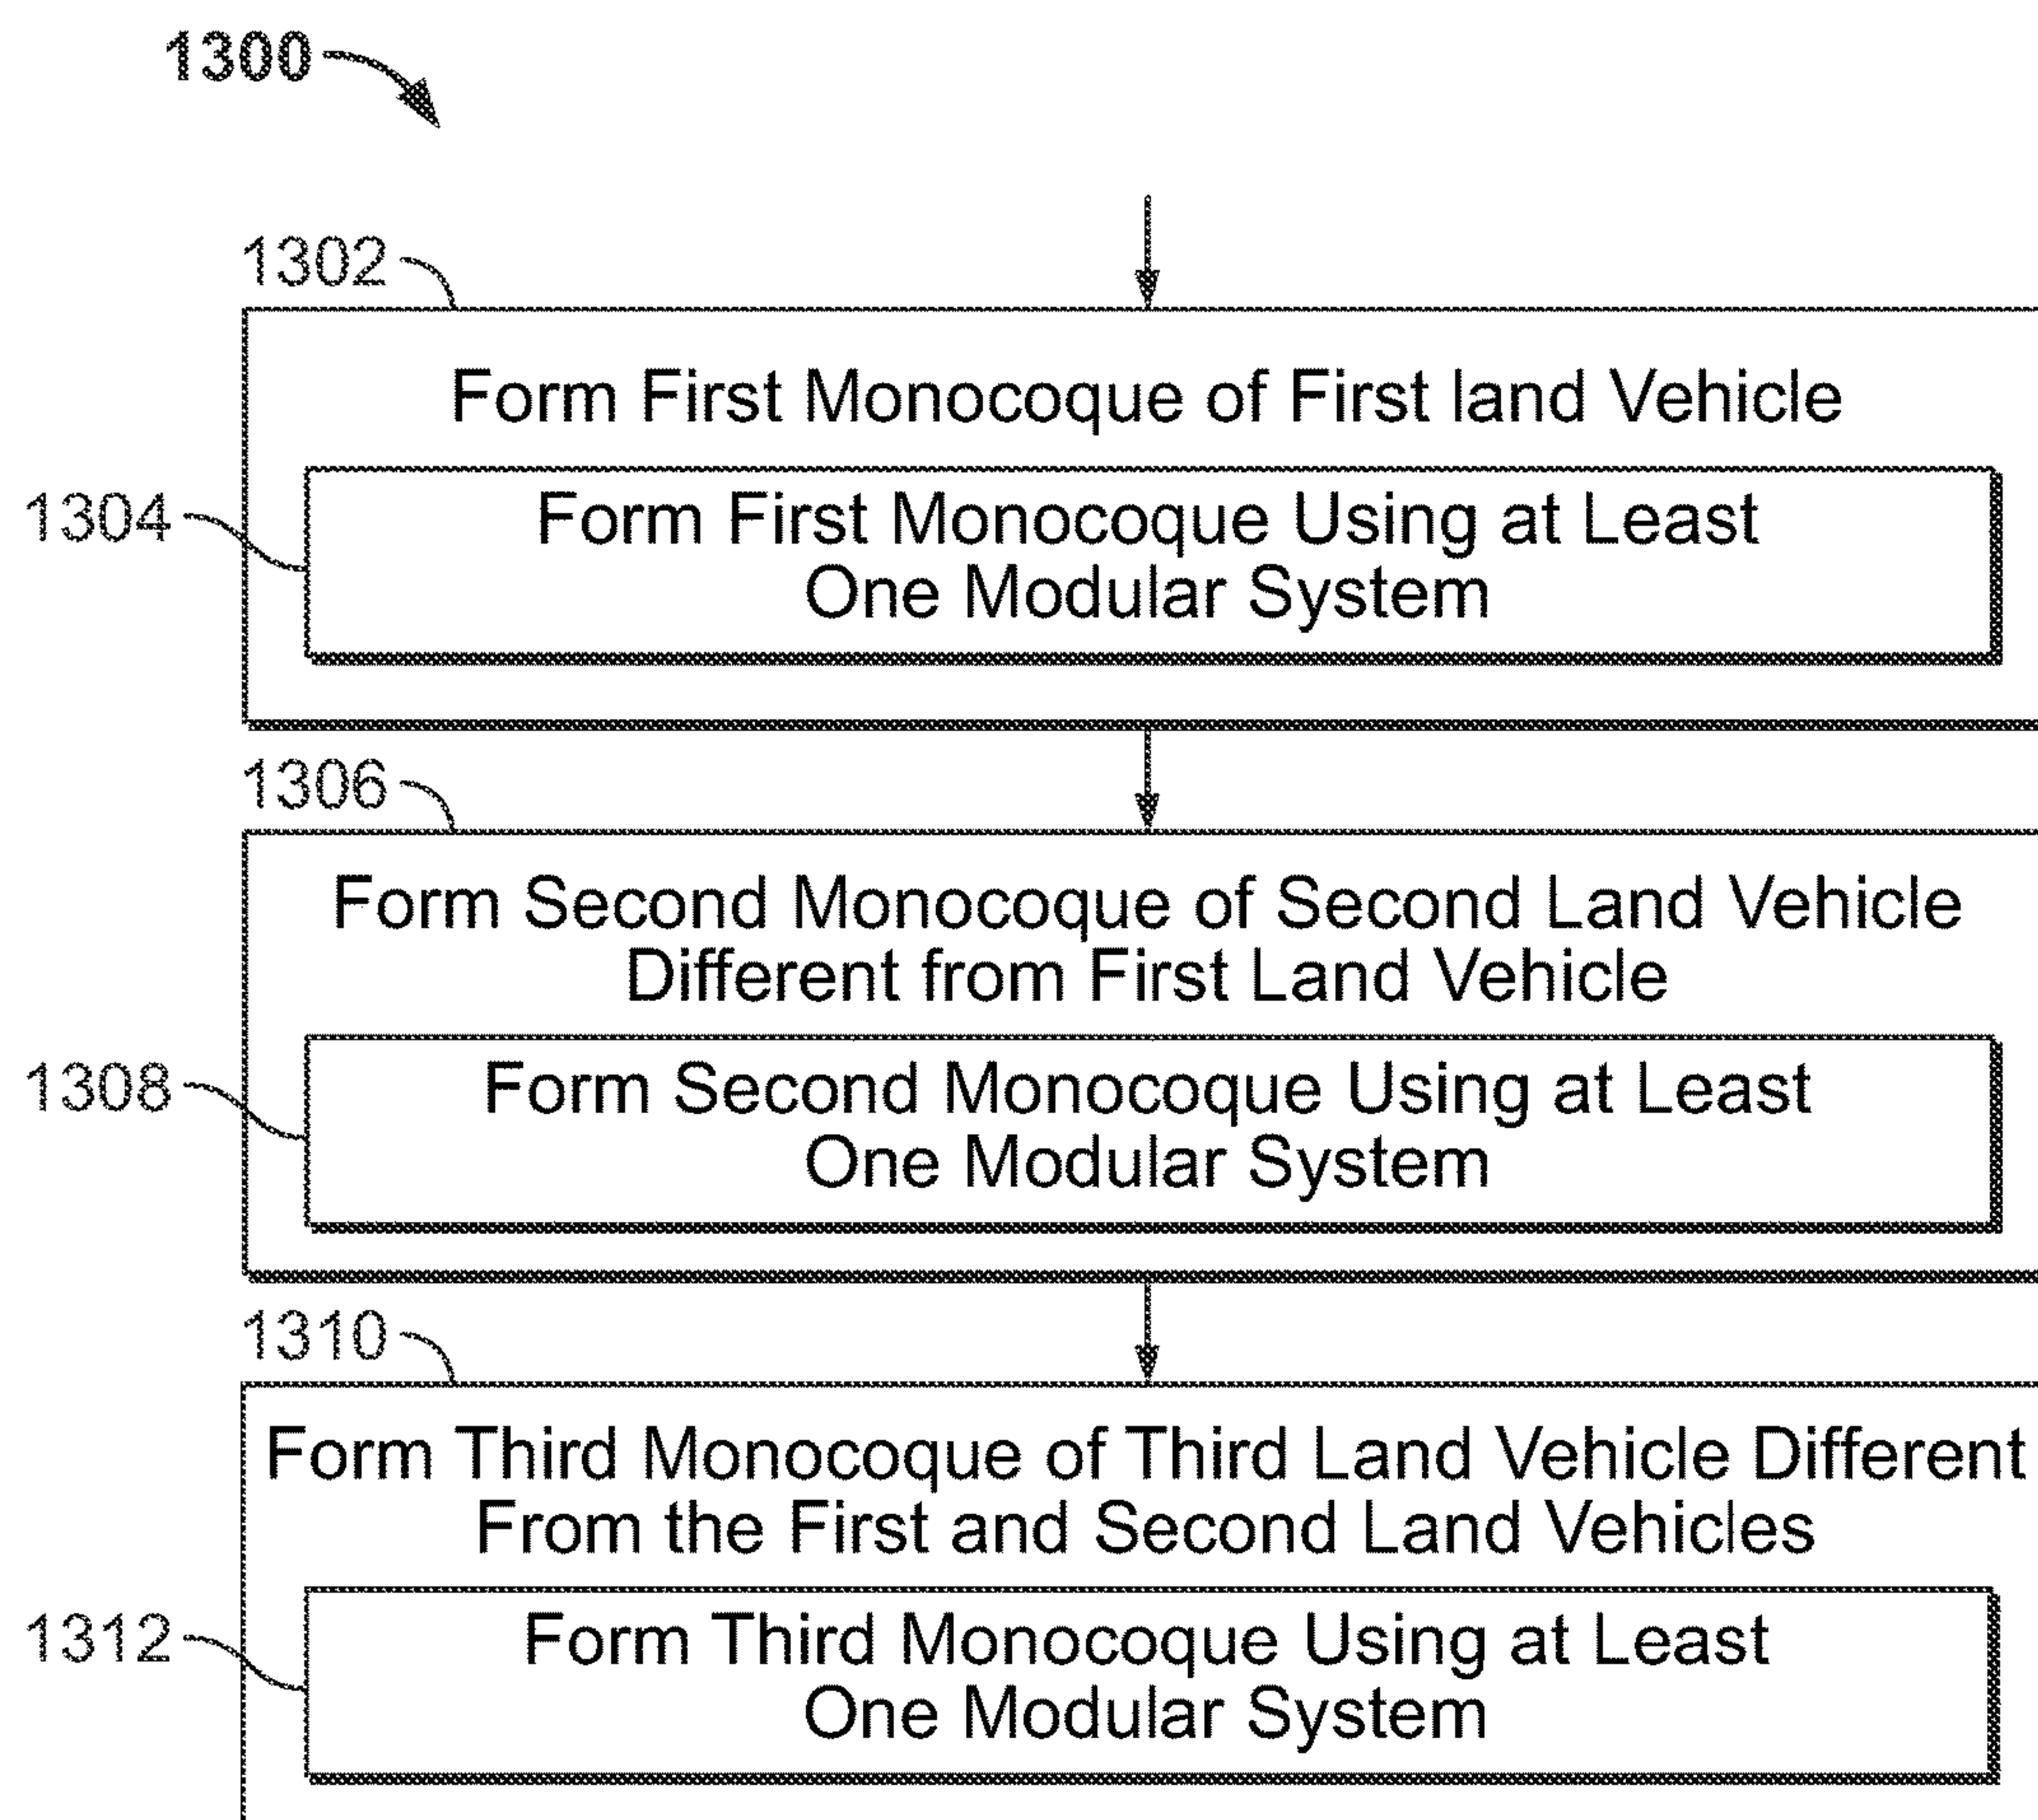 1300
1302
Form First Monocoque of First land Vehicle
1304
Form First Monocoque Using at Least
One Modular System
1306
Form Second Monocoque of Second Land Vehicle
Different from First Land Vehicle
1308
Form Second Monocoque Using at Least
One Modular System
1310
Form Third Monocoque of Third Land Vehicle Different
From the First and Second Land Vehicles
1312
Form Third Monocoque Using at Least
One Modular System